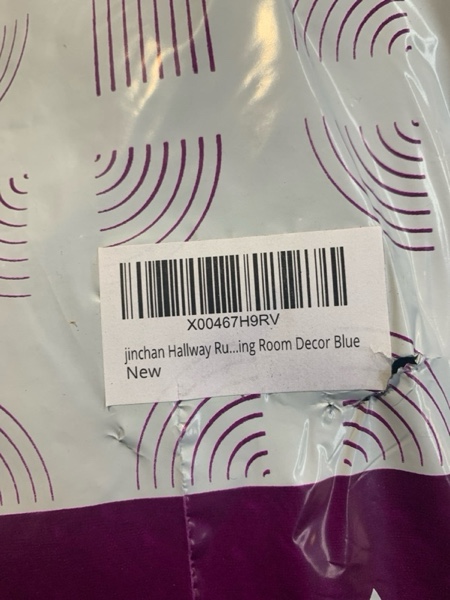 X00467H9RV
jinchan Hallway Ru...ing Room Decor Blue
New